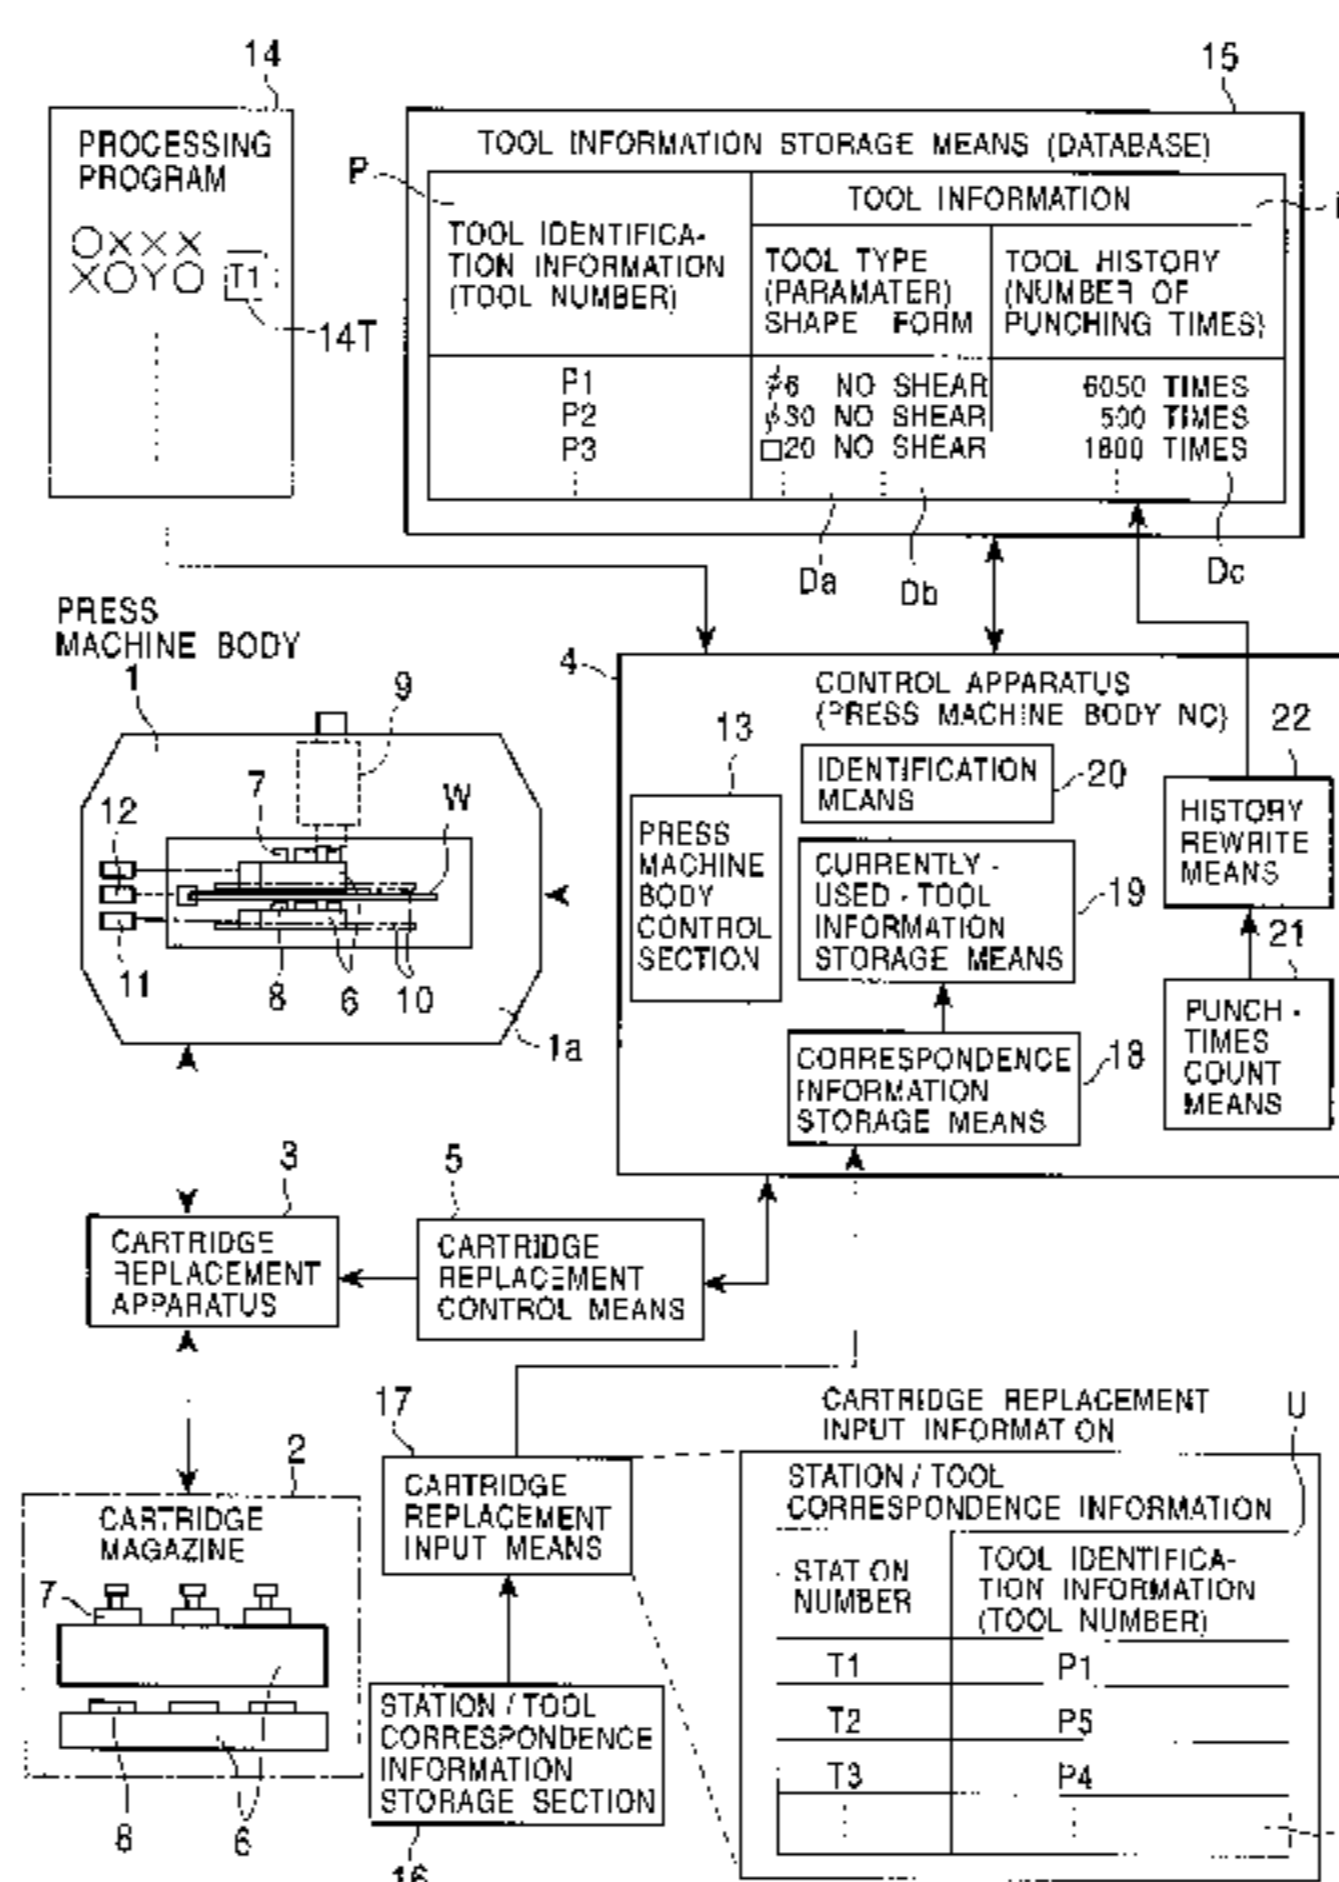 14
PROCESSING
PROGRAM
OXXX
XOYO T1
14T
15
TOOL INFORMATION STORAGE MEANS (DATABASE)
P
TOOL IDENTIFICA-
TION INFORMATION
(TOOL NUMBER)
TOOL INFORMATION
TOOL TYPE
(PARAMATER)
SHAPE FORM
TOOL HISTORY
(NUMBER OF
PUNCHING TIMES)
P1 ϕ6 NO SHEAR 6050 TIMES
P2 ϕ30 NO SHEAR 500 TIMES
P3 □20 NO SHEAR 1800 TIMES
Da
Db
Dc
PRESS
MACHINE BODY
1
9
7
W
12
11
8
6
10
1a
4
CONTROL APPARATUS
(PRESS MACHINE BODY NC)
13
PRESS
MACHINE
BODY
CONTROL
SECTION
IDENTIFICATION
MEANS
20
CURRENTLY-
USED-TOOL
INFORMATION
STORAGE MEANS
19
CORRESPONDENCE
INFORMATION
STORAGE MEANS
18
22
HISTORY
REWRITE
MEANS
21
PUNCH-
TIMES
COUNT
MEANS
3
CARTRIDGE
REPLACEMENT
APPARATUS
5
CARTRIDGE
REPLACEMENT
CONTROL MEANS
2
CARTRIDGE
MAGAZINE
7
8
6
17
CARTRIDGE
REPLACEMENT
INPUT MEANS
STATION / TOOL
CORRESPONDENCE
INFORMATION
STORAGE SECTION
16
CARTRIDGE REPLACEMENT
INPUT INFORMATION
U
STATION / TOOL
CORRESPONDENCE INFORMATION
STATION
NUMBER
TOOL IDENTIFICA-
TION INFORMATION
(TOOL NUMBER)
T1 P1
T2 P5
T3 P4